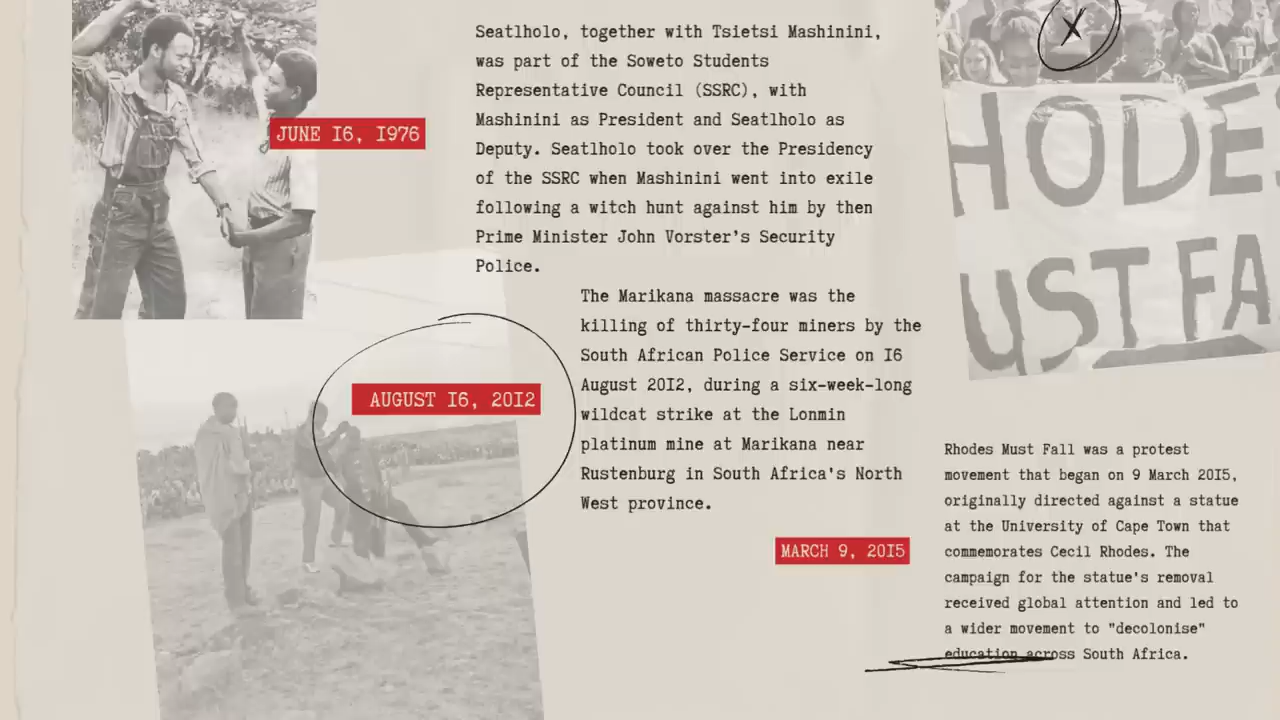 JUNE 16, 1976
Seatlholo, together with Tsietsi Mashinini,
was part of the Soweto Students
Representative Council (SSRC), with
Mashinini as President and Seatlholo as
Deputy. Seatlholo took over the Presidency
of the SSRC when Mashinini went into exile
following a witch hunt against him by then
Prime Minister John Vorster's Security
Police.
HODES
UST FA
AUGUST 16, 2012
The Marikana massacre was the
killing of thirty-four miners by the
South African Police Service on 16
August 2012, during a six-week-long
wildcat strike at the Lonmin
platinum mine at Marikana near
Rustenburg in South Africa's North
West province.
MARCH 9, 2015
Rhodes Must Fall was a protest
movement that began on 9 March 2015,
originally directed against a statue
at the University of Cape Town that
commemorates Cecil Rhodes. The
campaign for the statue's removal
received global attention and led to
a wider movement to "decolonise"
education across South Africa.